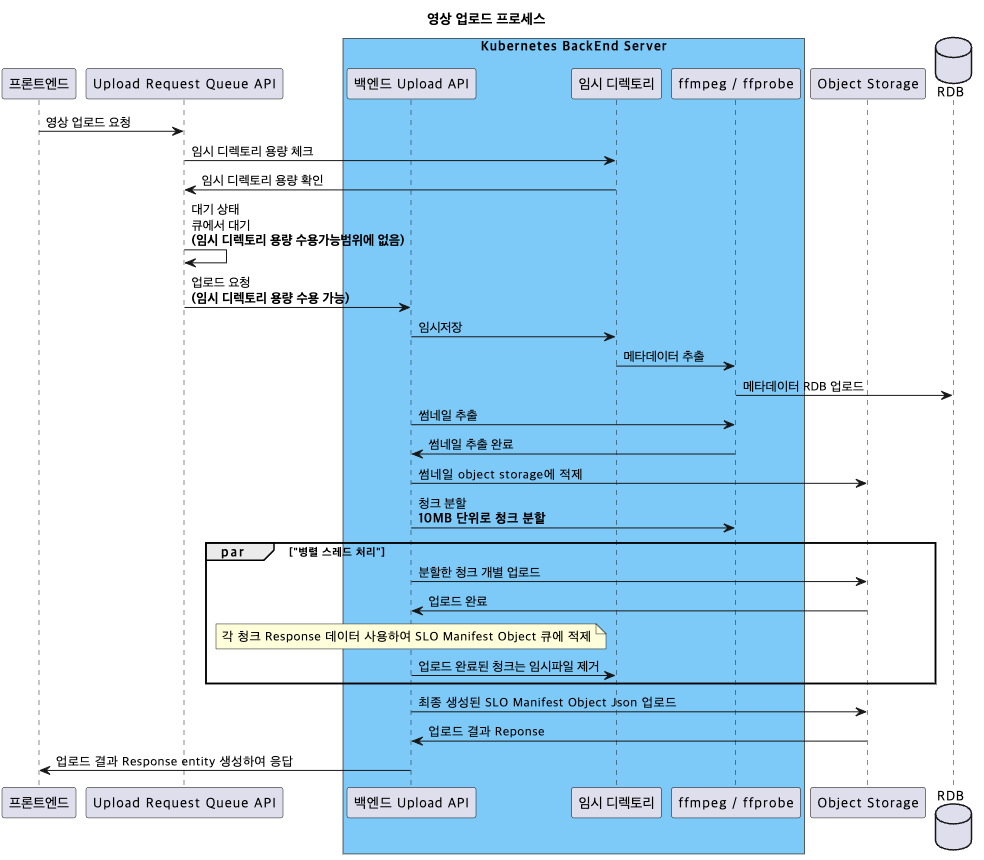 영상 업로드 프로세스
Kubernetes BackEnd Server
프론트엔드
Upload Request Queue API
백엔드 Upload API
임시 디렉토리
ffmpeg / ffprobe
Object Storage
RDB
영상 업로드 요청
임시 디렉토리 용량 체크
임시 디렉토리 용량 확인
대기 상태
큐에서 대기
(임시 디렉토리 용량 수용가능범위에 없음)
업로드 요청
(임시 디렉토리 용량 수용 가능)
임시저장
메타데이터 추출
메타데이터 RDB 업로드
썸네일 추출
썸네일 추출 완료
썸네일 object storage에 적제
청크 분할
10MB 단위로 청크 분할
par ["병렬 스레드 처리"]
분할한 청크 개별 업로드
업로드 완료
각 청크 Response 데이터 사용하여 SLO Manifest Object 큐에 적제
업로드 완료된 청크는 임시파일 제거
최종 생성된 SLO Manifest Object Json 업로드
업로드 결과 Reponse
업로드 결과 Response entity 생성하여 응답
프론트엔드
Upload Request Queue API
백엔드 Upload API
임시 디렉토리
ffmpeg / ffprobe
Object Storage
RDB